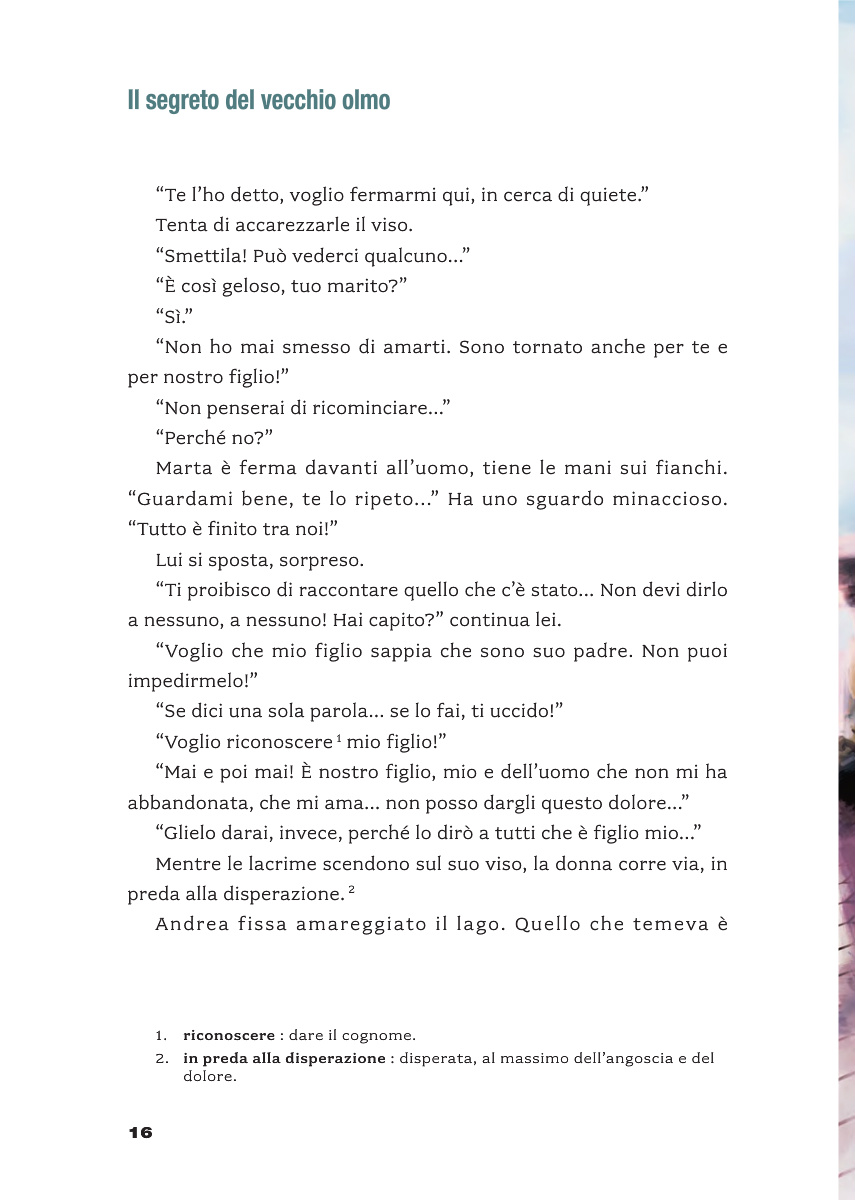 Il segreto del vecchio olmo
“Te l’ho detto, voglio fermarmi qui, in cerca di quiete.”
Tenta di accarezzarle il viso.
“Smettila! Può vederci qualcuno...”
“È così geloso, tuo marito?”
“Sì.”
“Non ho mai smesso di amarti. Sono tornato anche per te e
per nostro figlio!”
“Non penserai di ricominciare...”
“Perché no?”
Marta è ferma davanti all’uomo, tiene le mani sui fianchi.
“Guardami bene, te lo ripeto...” Ha uno sguardo minaccioso.
“Tutto è finito tra noi!”
Lui si sposta, sorpreso.
“Ti proibisco di raccontare quello che c’è stato... Non devi dirlo
a nessuno, a nessuno! Hai capito?” continua lei.
“Voglio che mio figlio sappia che sono suo padre. Non puoi
impedirmelo!”
“Se dici una sola parola... se lo fai, ti uccido!”
“Voglio riconoscere 1 mio figlio!”
“Mai e poi mai! È nostro figlio, mio e dell’uomo che non mi ha
abbandonata, che mi ama... non posso dargli questo dolore...”
“Glielo darai, invece, perché lo dirò a tutti che è figlio mio...”
Mentre le lacrime scendono sul suo viso, la donna corre via, in
preda alla disperazione. 2
Andrea fissa amareggiato il lago. Quello che temeva è
1. riconoscere : dare il cognome.
2. in preda alla disperazione : disperata, al massimo dell’angoscia e del
dolore.
16